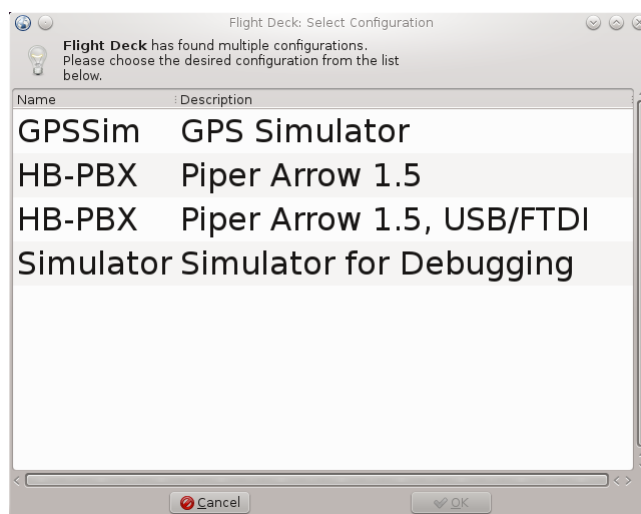 Flight Deck: Select Configuration
Flight Deck has found multiple configurations.
Please choose the desired configuration from the list
below.
Name Description
GPSSim GPS Simulator
HB-PBX Piper Arrow 1.5
HB-PBX Piper Arrow 1.5, USB/FTDI
Simulator Simulator for Debugging
Cancel OK